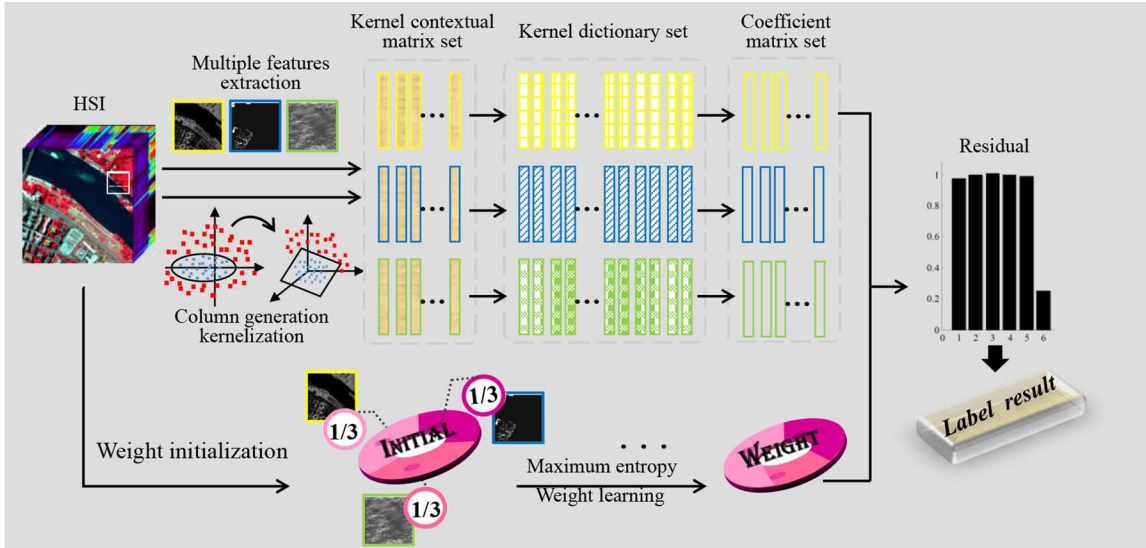 Kernel contextual
matrix set
Kernel dictionary set
Coefficient
matrix set
Multiple features
extraction
HSI
Residual
1
0.8
0.6
0.4
0.2
0
1
2
3
4
5
6
Column generation
kernelization
Label result
1/3
1/3
1/3
INITIAL
Weight initialization
Maximum entropy
Weight learning
WEIGHT